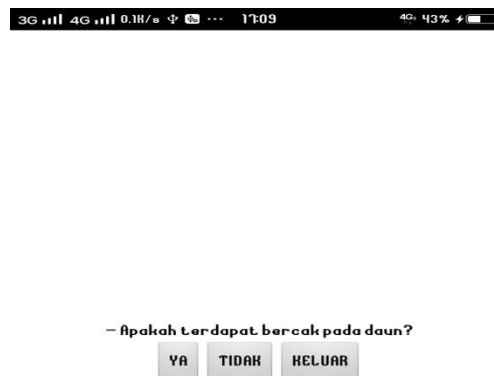 3G 4G 0.1K/s ... 17:09 4G 43%
- Apakah terdapat bercak pada daun?
YA TIDAK KELUAR